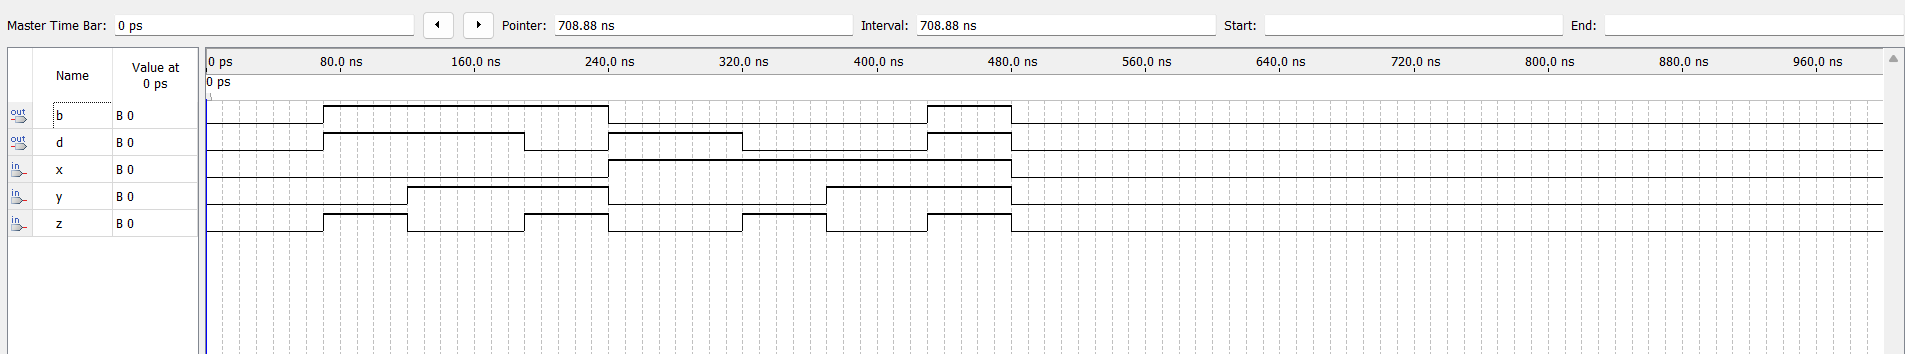 Master Time Bar: 0 ps Pointer: 708.88 ns Interval: 708.88 ns Start: End:
Name Value at 0 ps
0 ps 80.0 ns 160.0 ns 240.0 ns 320.0 ns 400.0 ns 480.0 ns 560.0 ns 640.0 ns 720.0 ns 800.0 ns 880.0 ns 960.0 ns
0 ps
out b B 0
out d B 0
in x B 0
in y B 0
in z B 0